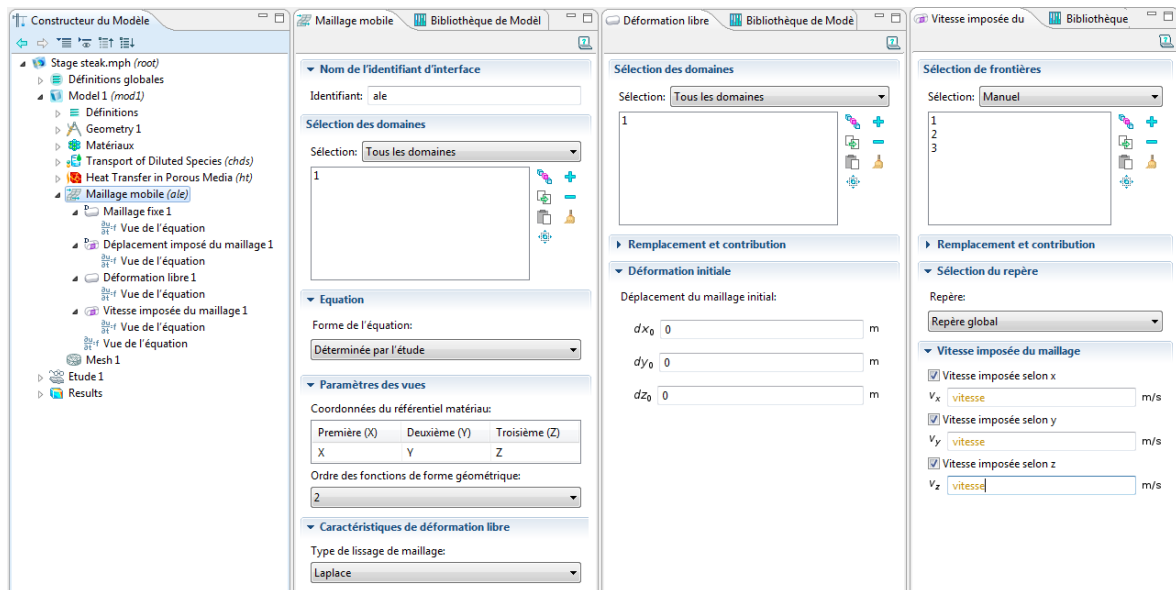 Constructeur du Modèle
Stage steak.mph (root)
Définitions globales
Model 1 (mod1)
Définitions
Geometry 1
Matériaux
Transport of Diluted Species (chds)
Heat Transfer in Porous Media (ht)
Maillage mobile (ale)
Maillage fixe 1
Vue de l'équation
Déplacement imposé du maillage 1
Vue de l'équation
Déformation libre 1
Vue de l'équation
Vitesse imposée du maillage 1
Vue de l'équation
Vue de l'équation
Mesh 1
Etude 1
Results
Maillage mobile
Bibliothèque de Modèl
Nom de l'identifiant d'interface
Identifiant: ale
Sélection des domaines
Sélection: Tous les domaines
1
Equation
Forme de l'équation:
Déterminée par l'étude
Paramètres des vues
Coordonnées du référentiel matériau:
Première (X) Deuxième (Y) Troisième (Z)
X Y Z
Ordre des fonctions de forme géométrique:
2
Caractéristiques de déformation libre
Type de lissage de maillage:
Laplace
Déformation libre
Bibliothèque de Modè
Sélection des domaines
Sélection: Tous les domaines
1
Remplacement et contribution
Déformation initiale
Déplacement du maillage initial:
dx0 0 m
dy0 0 m
dz0 0 m
Vitesse imposée du
Bibliothèque
Sélection de frontières
Sélection: Manuel
1
2
3
Remplacement et contribution
Sélection du repère
Repère:
Repère global
Vitesse imposée du maillage
Vitesse imposée selon x
vx vitesse m/s
Vitesse imposée selon y
vy vitesse m/s
Vitesse imposée selon z
vz vitesse m/s